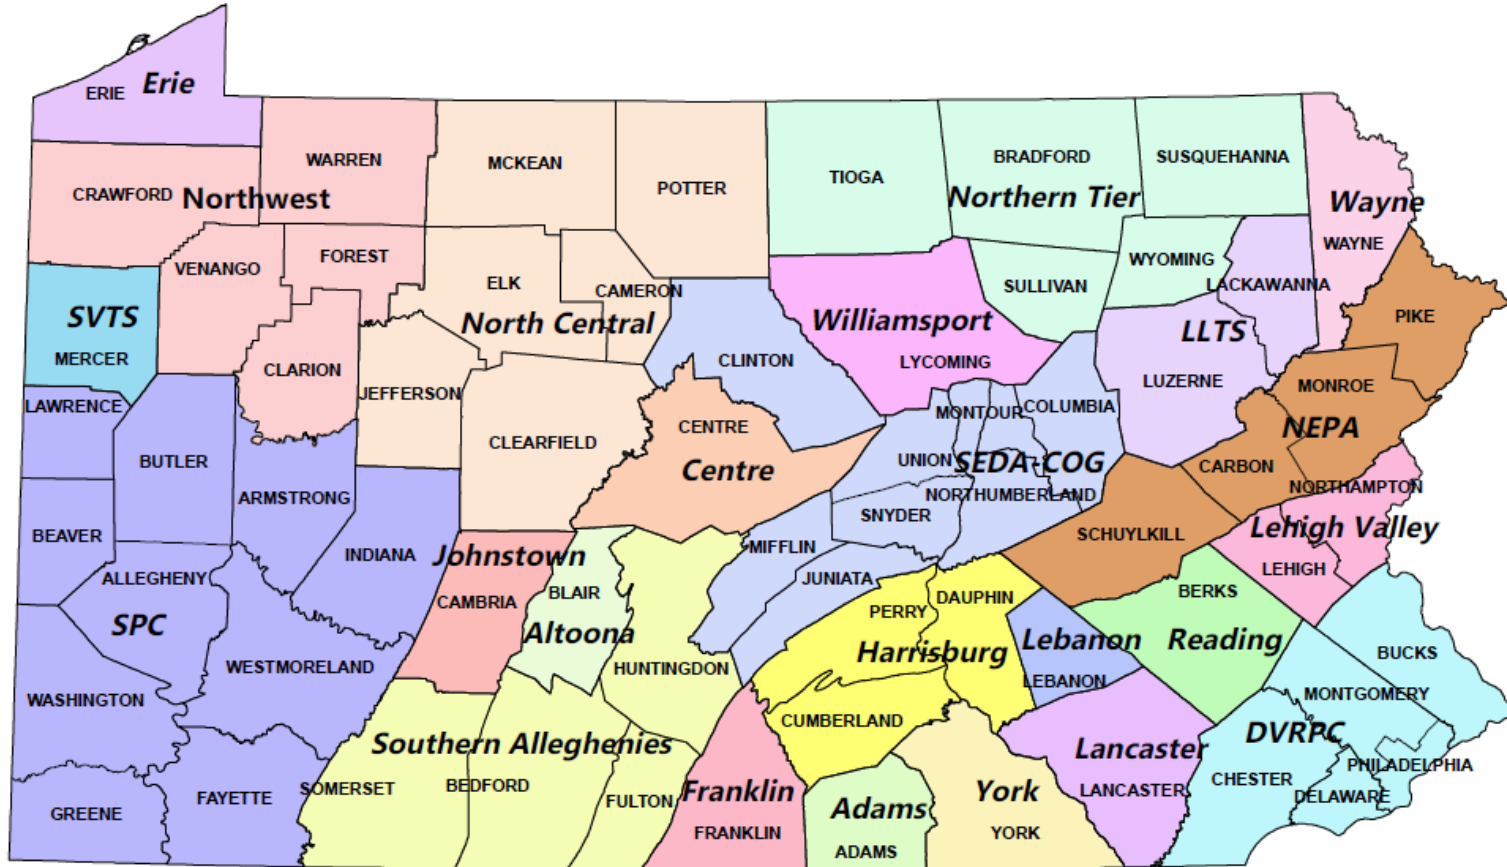 ERIE
Erie
WARREN
MCKEAN
POTTER
TIOGA
BRADFORD
SUSQUEHANNA
CRAWFORD
Northwest
Northern Tier
Wayne
WAYNE
VENANGO
FOREST
ELK
CAMERON
SULLIVAN
WYOMING
LACKAWANNA
SVTS
MERCER
North Central
Williamsport
LYCOMING
LLTS
LUZERNE
PIKE
CLARION
JEFFERSON
CLINTON
MONROE
LAWRENCE
MONTOUR
COLUMBIA
NEPA
CENTRE
Centre
CLEARFIELD
BUTLER
ARMSTRONG
UNION
SEDA-COG
CARBON
NORTHUMBERLAND
NORTHAMPTON
SNYDER
BEAVER
INDIANA
Johnstown
MIFFLIN
SCHUYLKILL
Lehigh Valley
LEHIGH
ALLEGHENY
SPC
CAMBRIA
BLAIR
Altoona
JUNIATA
PERRY
DAUPHIN
Harrisburg
BERKS
Reading
Lebanon
LEBANON
WESTMORELAND
HUNTINGDON
BUCKS
WASHINGTON
CUMBERLAND
MONTGOMERY
Southern Alleghenies
Lancaster
LANCASTER
DVRPC
CHESTER
PHILADELPHIA
DELAWARE
SOMERSET
BEDFORD
FULTON
Franklin
FRANKLIN
Adams
ADAMS
York
YORK
GREENE
FAYETTE